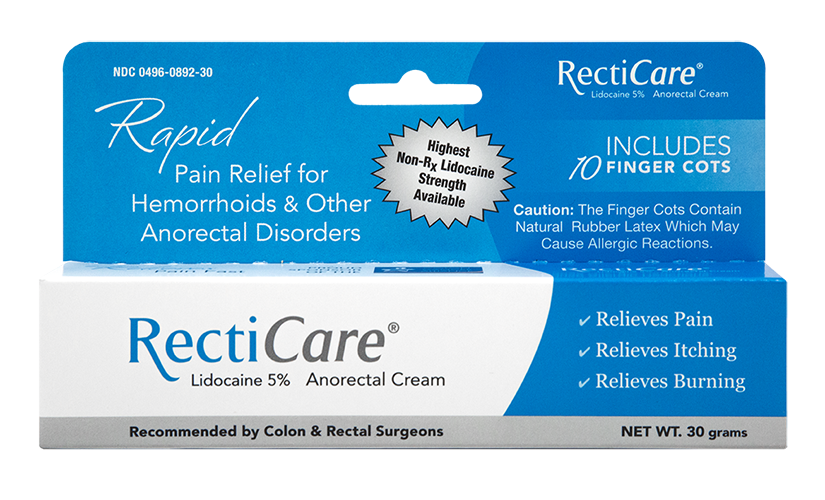 NDC 0496-0892-30
Rapid
Pain Relief for
Hemorrhoids & Other
Anorectal Disorders
Highest
Non-Rx Lidocaine
Strength
Available
RectiCare®
Lidocaine 5% Anorectal Cream
INCLUDES
10 FINGER COTS
Caution: The Finger Cots Contain
Natural Rubber Latex Which May
Cause Allergic Reactions.
Pain Fast
RectiCare®
Lidocaine 5% Anorectal Cream
✔ Relieves Pain
✔ Relieves Itching
✔ Relieves Burning
Recommended by Colon & Rectal Surgeons
NET WT. 30 grams